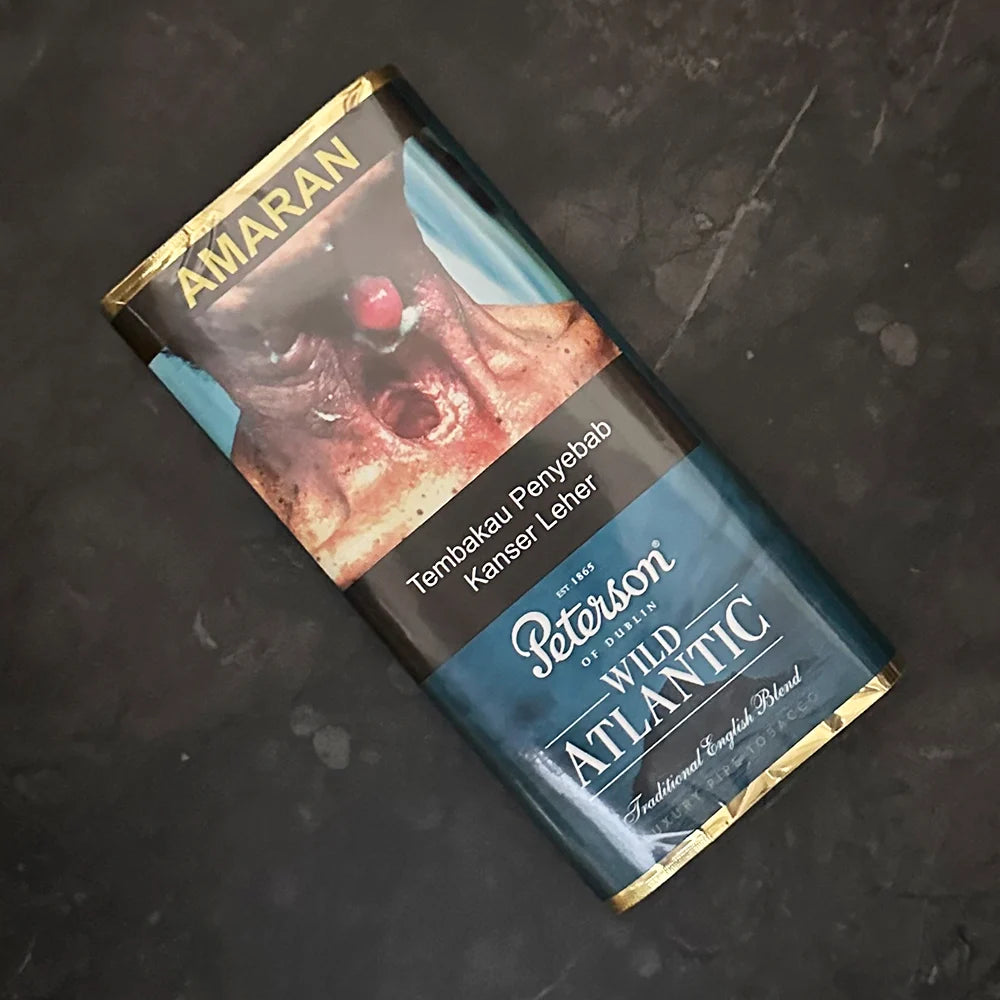 AMARAN
Tembakau Penyebab
Kanser Leher
EST. 1865
Peterson®
OF DUBLIN
WILD
ATLANTIC
Traditional English Blend
LUXURY PIPE TOBACCO